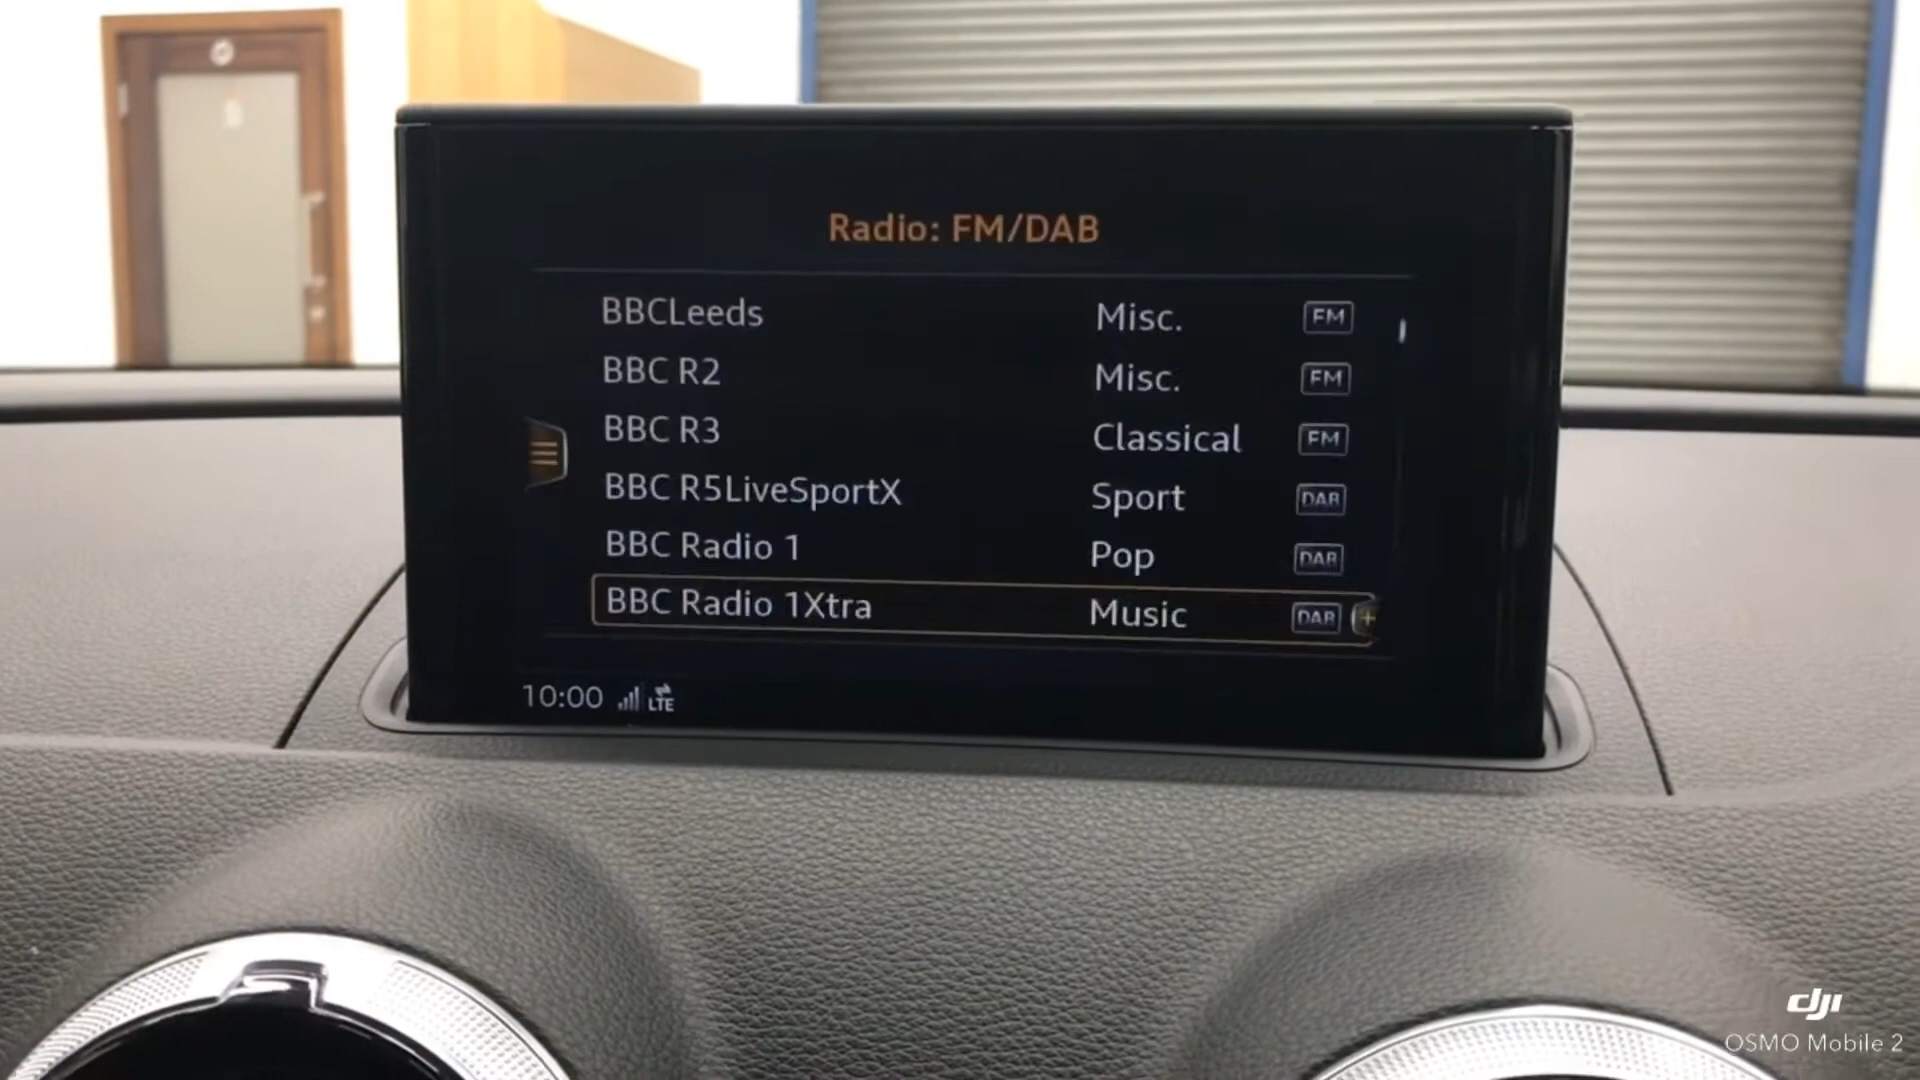 Radio: FM/DAB
BBCLeeds Misc. FM
BBC R2 Misc. FM
BBC R3 Classical FM
BBC R5LiveSportX Sport DAB
BBC Radio 1 Pop DAB
BBC Radio 1Xtra Music DAB
10:00 LTE
dji
OSMO Mobile 2